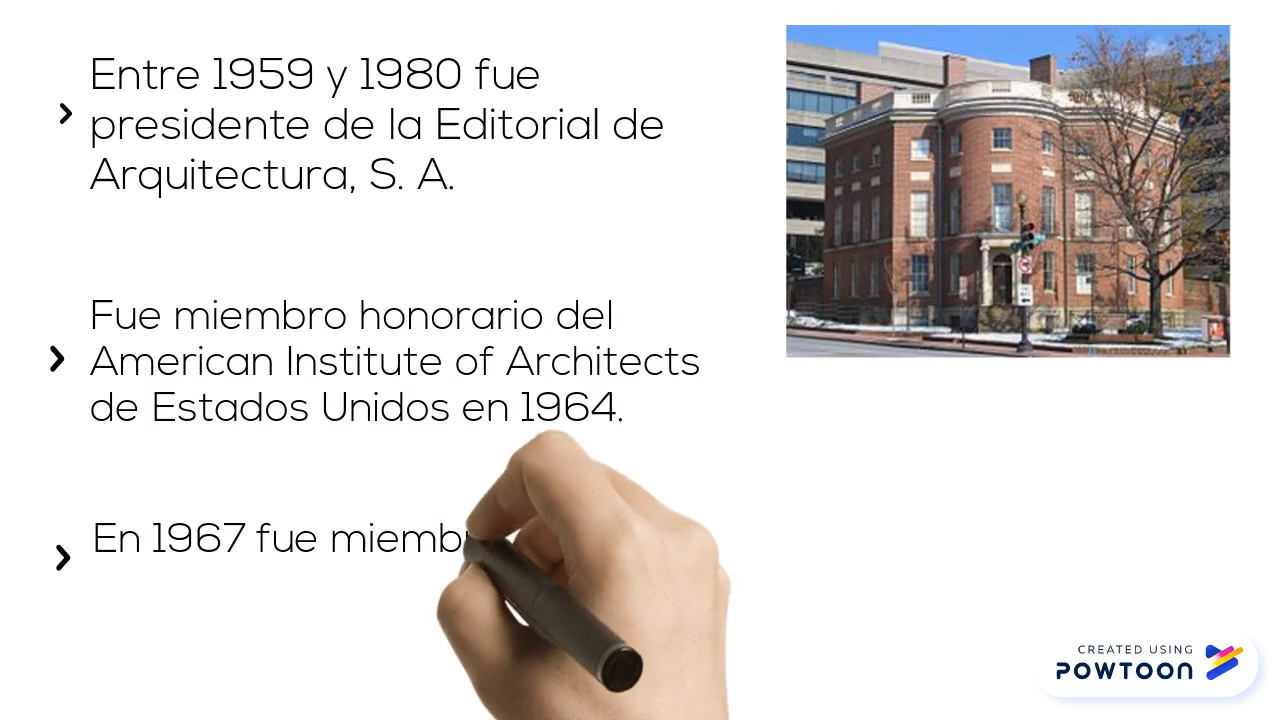 Entre 1959 y 1980 fue
presidente de la Editorial de
Arquitectura, S. A.
Fue miembro honorario del
American Institute of Architects
de Estados Unidos en 1964.
En 1967 fue
CREATED USING
POWTOON